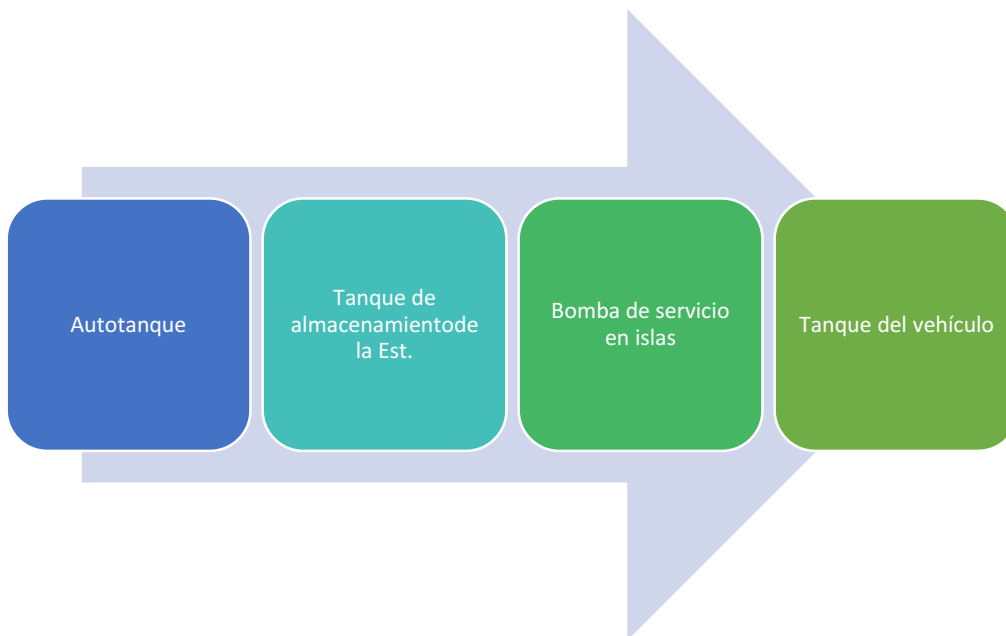 Autotanque
Tanque de
almacenamientode
la Est.
Bomba de servicio
en islas
Tanque del vehículo